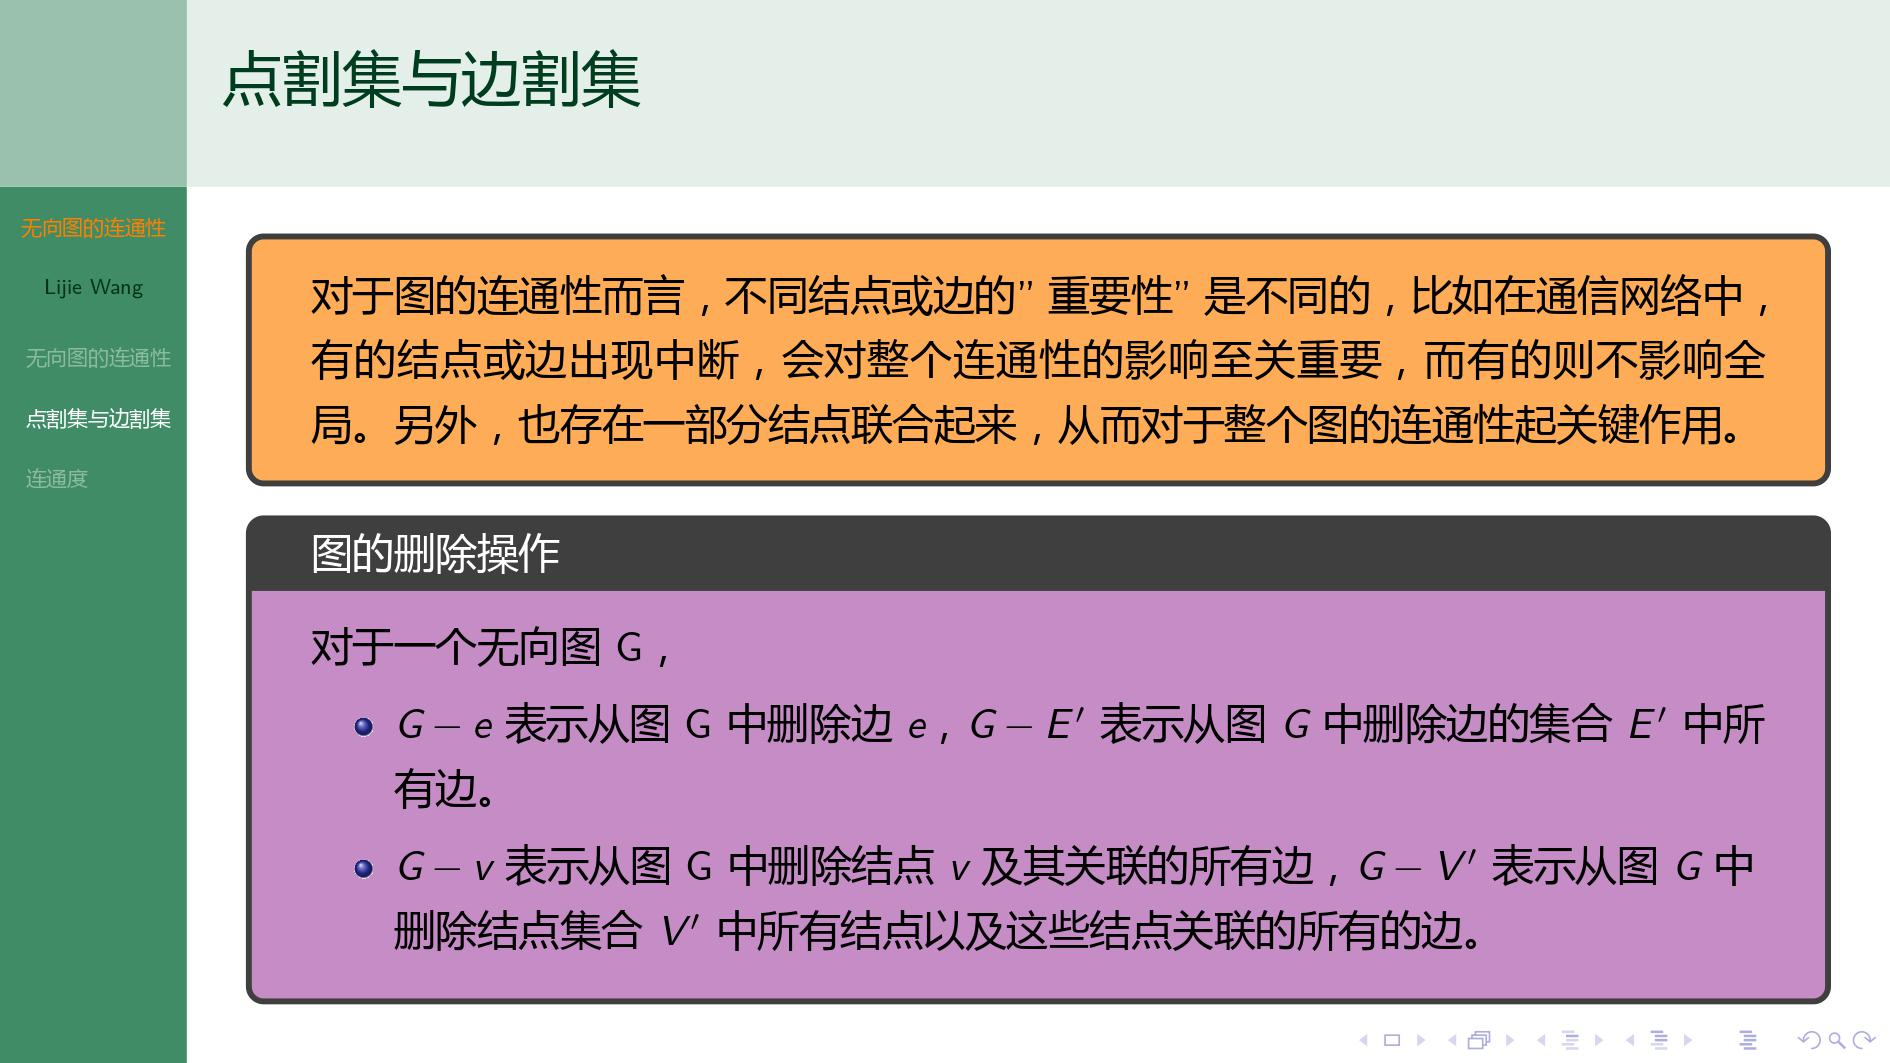 点割集与边割集
无向图的连通性
Lijie Wang
无向图的连通性
点割集与边割集
连通度
对于图的连通性而言，不同结点或边的” 重要性” 是不同的，比如在通信网络中，
有的结点或边出现中断，会对整个连通性的影响至关重要，而有的则不影响全
局。另外，也存在一部分结点联合起来，从而对于整个图的连通性起关键作用。
图的删除操作
对于一个无向图 G，
G − e 表示从图 G 中删除边 e，G − E′ 表示从图 G 中删除边的集合 E′ 中所
有边。
G − v 表示从图 G 中删除结点 v 及其关联的所有边，G − V′ 表示从图 G 中
删除结点集合 V′ 中所有结点以及这些结点关联的所有的边。